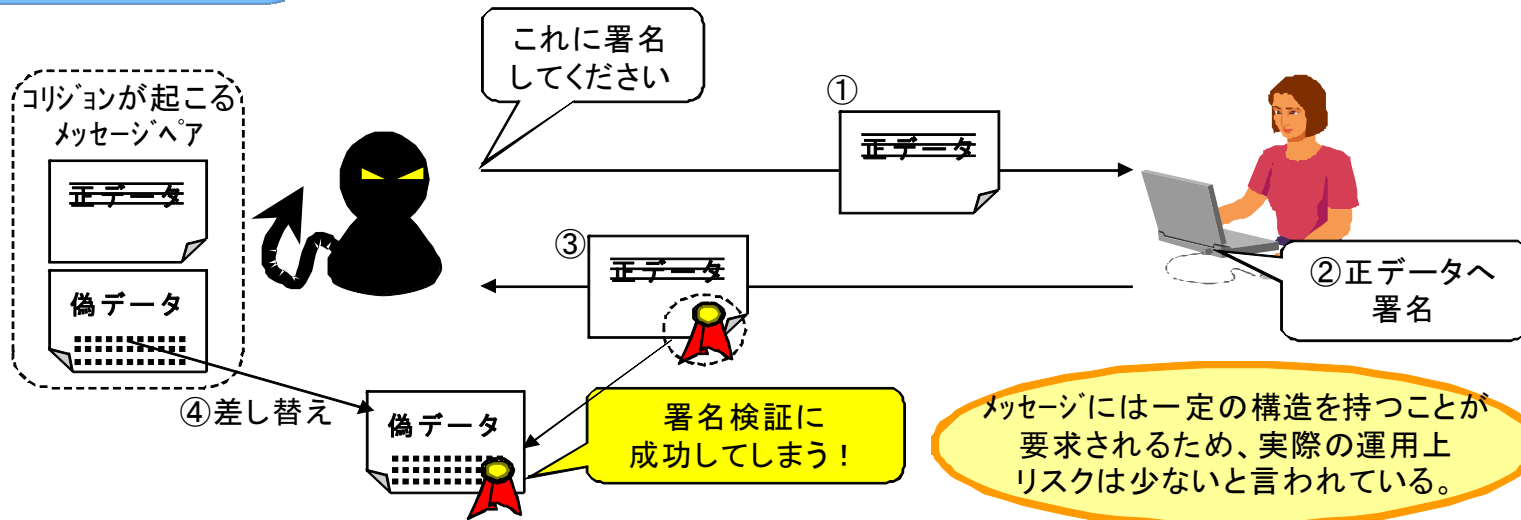 これに署名
してください
コリジョンが起こる
メッセージペア
正データ
偽データ
①
正データ
②正データへ
署名
③
正データ
④差し替え
偽データ
署名検証に
成功してしまう！
メッセージには一定の構造を持つことが
要求されるため、実際の運用上
リスクは少ないと言われている。